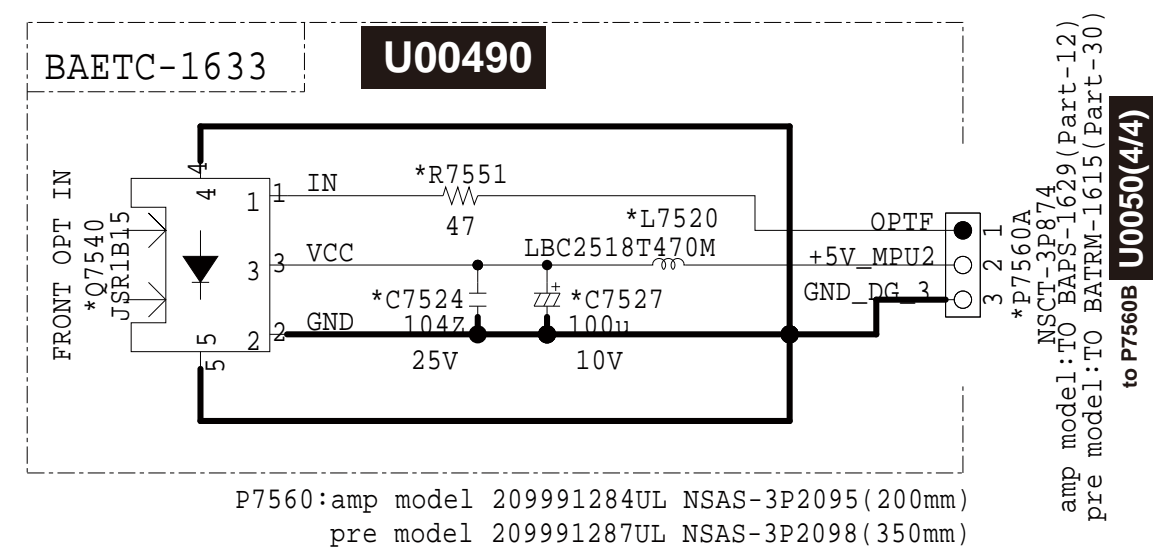 BAETC-1633
U00490
FRONT OPT IN
*Q7540
JSR1B15
4
4
1
1
IN
*R7551
47
3
3
VCC
*L7520
LBC2518T470M
*C7524
104Z
25V
*C7527
100u
10V
2
2
GND
5
5
OPTF
+5V_MPU2
GND_DG_3
1
2
3
*P7560A
NSCT-3P874
amp model:TO BAPS-1629(Part-12)
pre model:TO BATRM-1615(Part-30)
to P7560B U0050(4/4)
P7560:amp model 209991284UL NSAS-3P2095(200mm)
pre model 209991287UL NSAS-3P2098(350mm)